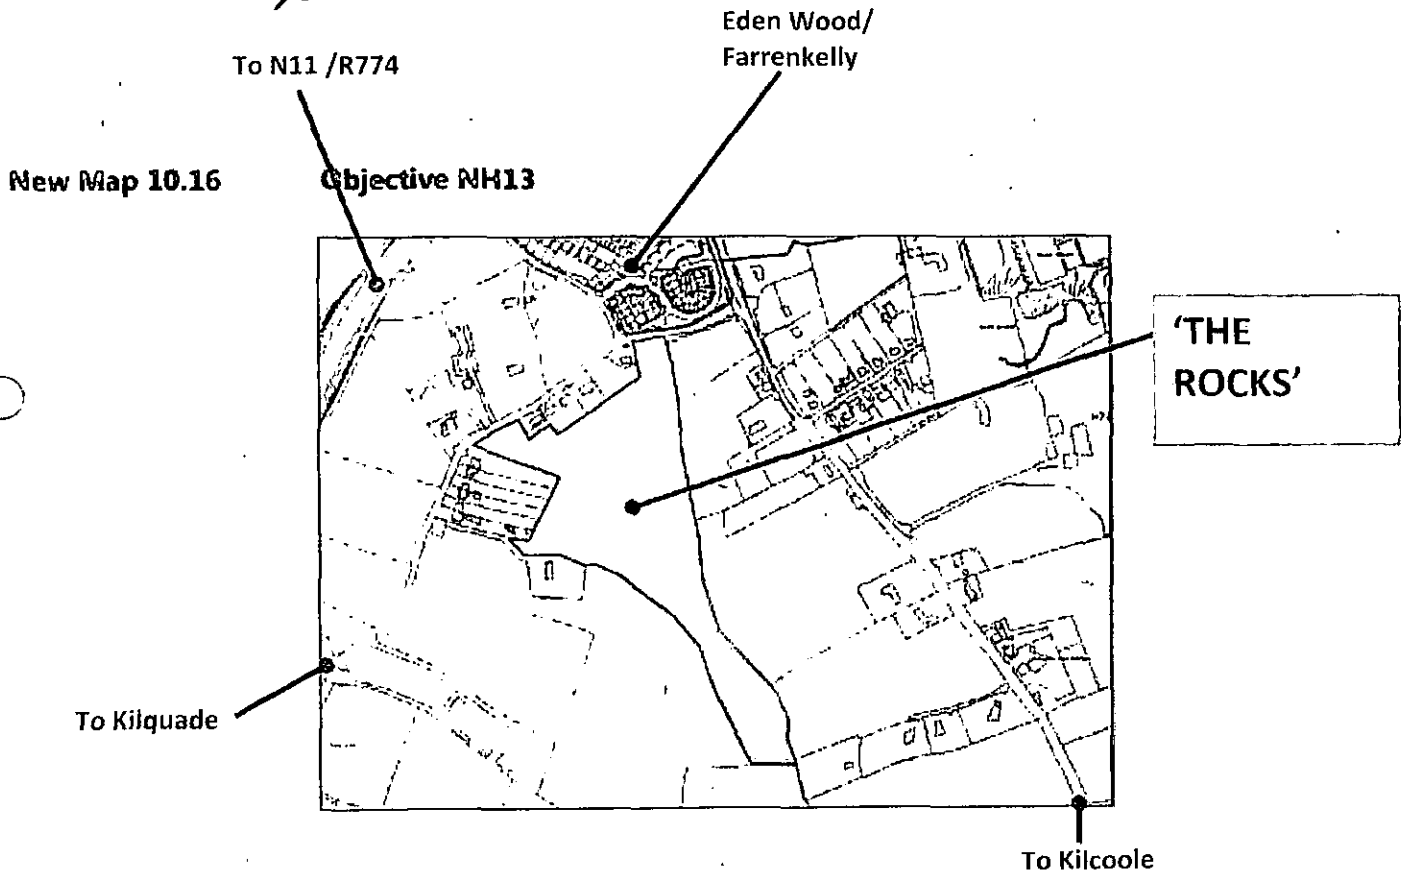 Eden Wood/
Farrenkelly
To N11 /R774
New Map 10.16 Objective NH13
'THE
ROCKS'
To Kilquade
To Kilcoole